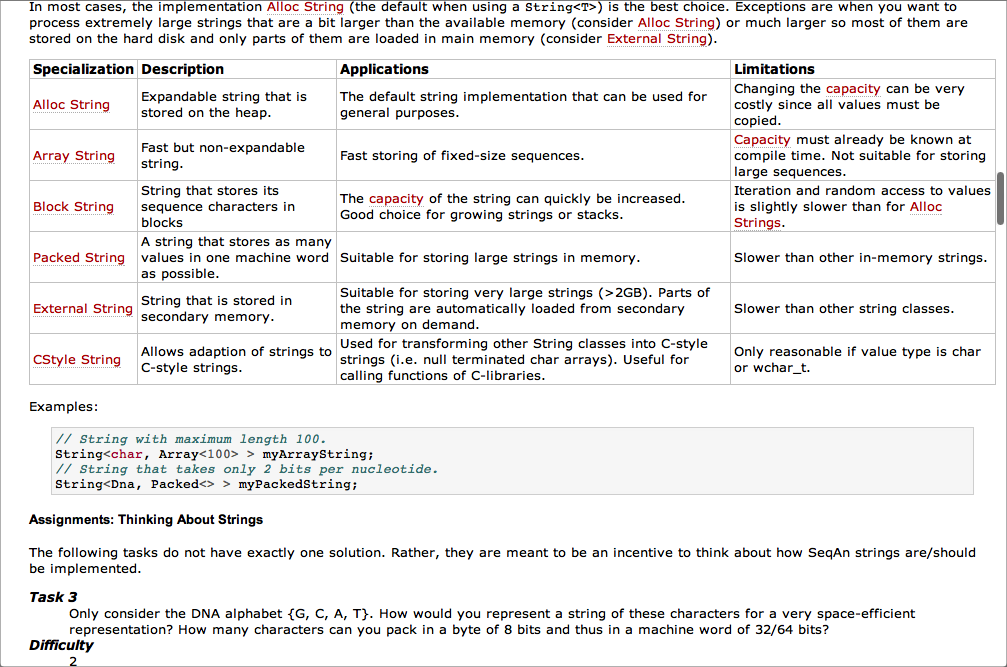 In most cases, the implementation Alloc String (the default when using a String<T>) is the best choice. Exceptions are when you want to
process extremely large strings that are a bit larger than the available memory (consider Alloc String) or much larger so most of them are
stored on the hard disk and only parts of them are loaded in main memory (consider External String).
Specialization Description Applications Limitations
Alloc String
Expandable string that is
stored on the heap.
The default string implementation that can be used for
general purposes.
Changing the capacity can be very
costly since all values must be
copied.
Array String
Fast but non-expandable
string.
Fast storing of fixed-size sequences.
Capacity must already be known at
compile time. Not suitable for storing
large sequences.
Block String
String that stores its
sequence characters in
blocks
The capacity of the string can quickly be increased.
Good choice for growing strings or stacks.
Iteration and random access to values
is slightly slower than for Alloc
Strings.
Packed String
A string that stores as many
values in one machine word
as possible.
Suitable for storing large strings in memory.
Slower than other in-memory strings.
External String
String that is stored in
secondary memory.
Suitable for storing very large strings (>2GB). Parts of
the string are automatically loaded from secondary
memory on demand.
Slower than other string classes.
CStyle String
Allows adaption of strings to
C-style strings.
Used for transforming other String classes into C-style
strings (i.e. null terminated char arrays). Useful for
calling functions of C-libraries.
Only reasonable if value type is char
or wchar_t.
Examples:
// String with maximum length 100.
String<char, Array<100> > myArrayString;
// String that takes only 2 bits per nucleotide.
String<Dna, Packed<> > myPackedString;
Assignments: Thinking About Strings
The following tasks do not have exactly one solution. Rather, they are meant to be an incentive to think about how SeqAn strings are/should
be implemented.
Task 3
Only consider the DNA alphabet {G, C, A, T}. How would you represent a string of these characters for a very space-efficient
representation? How many characters can you pack in a byte of 8 bits and thus in a machine word of 32/64 bits?
Difficulty
2